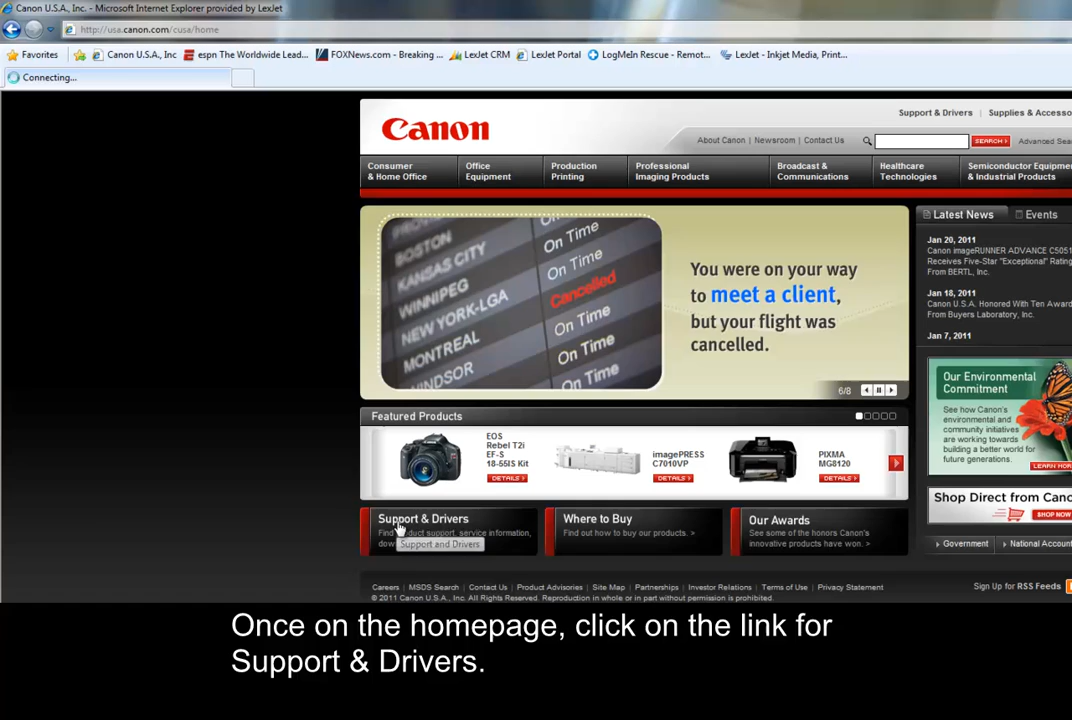 Canon U.S.A., Inc. - Microsoft Internet Explorer provided by LexJet
http://usa.canon.com/cusa/home
Favorites Canon U.S.A., Inc espn The Worldwide Lead... FOXNews.com - Breaking ... LexJet CRM LexJet Portal LogMeIn Rescue - Remot... LexJet - Inkjet Media, Print...
Connecting...
Support & Drivers | Supplies & Accesso
Canon
About Canon | Newsroom | Contact Us SEARCH Advanced Sea
Consumer & Home Office
Office Equipment
Production Printing
Professional Imaging Products
Broadcast & Communications
Healthcare Technologies
Semiconductor Equipme & Industrial Products
BOSTON
KANSAS CITY
WINNIPEG
NEW YORK-LGA
MONTREAL
WINDSOR
On Time
On Time
Cancelled
On Time
On Time
On Time
You were on your way
to meet a client,
but your flight was
cancelled.
6/8
Latest News Events
Jan 20, 2011
Canon imageRUNNER ADVANCE C5051
Receives Five-Star "Exceptional" Rating
From BERTL, Inc.
Jan 18, 2011
Canon U.S.A. Honored With Ten Award
From Buyers Laboratory, Inc.
Jan 7, 2011
Our Environmental
Commitment
See how Canon's
environmental and
community initiatives
are working towards
building a better world for
future generations.
LEARN MOR
Featured Products
EOS
Rebel T2i
EF-S
18-55IS Kit
DETAILS
imagePRESS
C7010VP
DETAILS
PIXMA
MG8120
DETAILS
Shop Direct from Cano
SHOP NOW
Government National Account
Support & Drivers
service information,
Support and Drivers
Where to Buy
Find out how to buy our products. >
Our Awards
See some of the honors Canon's
innovative products have won. >
Careers | MSDS Search | Contact Us | Product Advisories | Site Map | Partnerships | Investor Relations | Terms of Use | Privacy Statement
© 2011 Canon U.S.A., Inc. All Rights Reserved. Reproduction in whole or in part without permission is prohibited.
Sign Up for RSS Feeds
Once on the homepage, click on the link for
Support & Drivers.